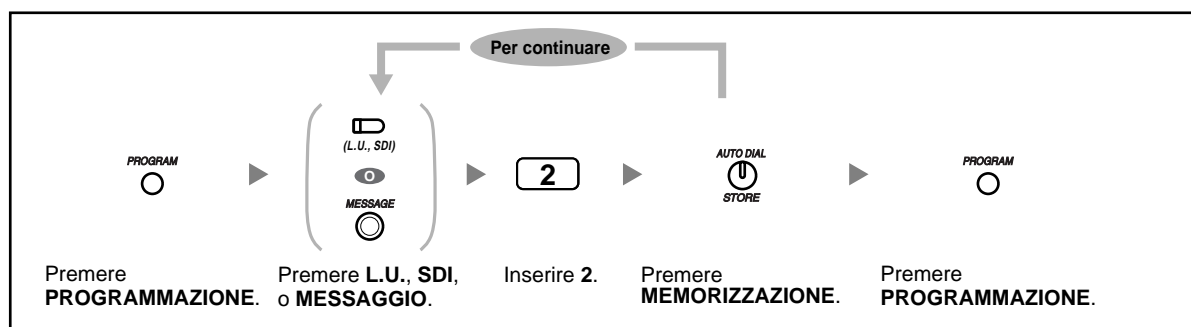 Per continuare
PROGRAM
(L.U., SDI)
O
MESSAGE
2
AUTO DIAL
STORE
PROGRAM
Premere
PROGRAMMAZIONE.
Premere L.U., SDI,
o MESSAGGIO.
Inserire 2.
Premere
MEMORIZZAZIONE.
Premere
PROGRAMMAZIONE.